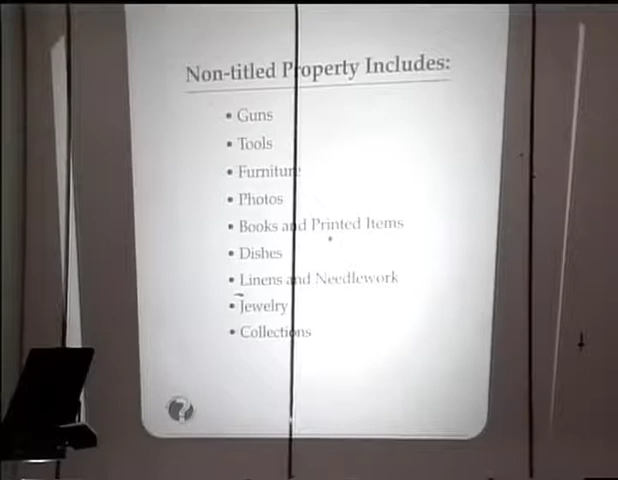 Non-titled Property Includes:
• Guns
• Tools
• Furniture
• Photos
• Books and Printed Items
• Dishes
• Linens and Needlework
• Jewelry
• Collections
?